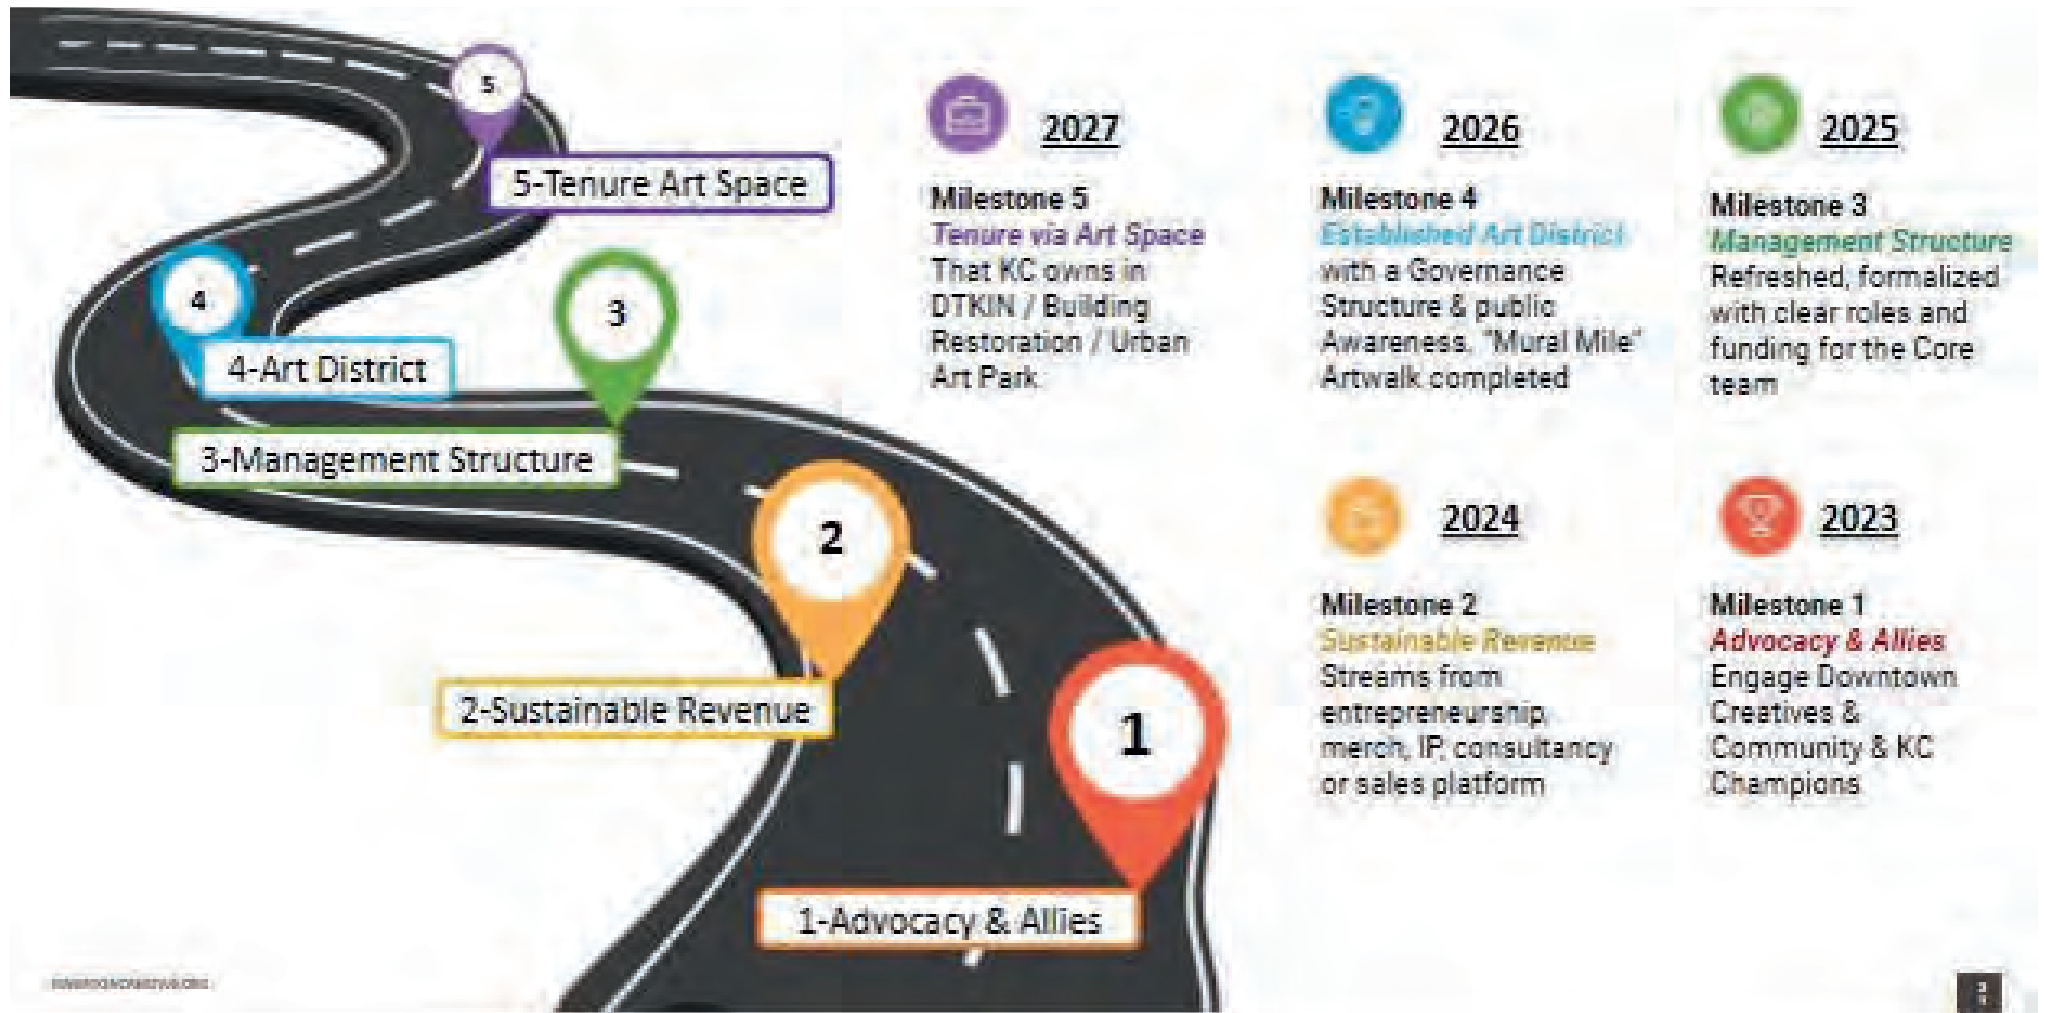 5
5-Tenure Art Space
4
4-Art District
3
3-Management Structure
2
2-Sustainable Revenue
1
1-Advocacy & Allies
2027
Milestone 5
Tenure via Art Space
That KC owns in
DTKIN / Building
Restoration / Urban
Art Park
2026
Milestone 4
Established Art District
with a Governance
Structure & public
Awareness, "Mural Mile"
Artwalk completed
2025
Milestone 3
Management Structure
Refreshed, formalized
with clear roles and
funding for the Core
team
2024
Milestone 2
Sustainable Revenue
Streams from
entrepreneurship,
merch, IP, consultancy
or sales platform
2023
Milestone 1
Advocacy & Allies
Engage Downtown
Creatives &
Community & KC
Champions